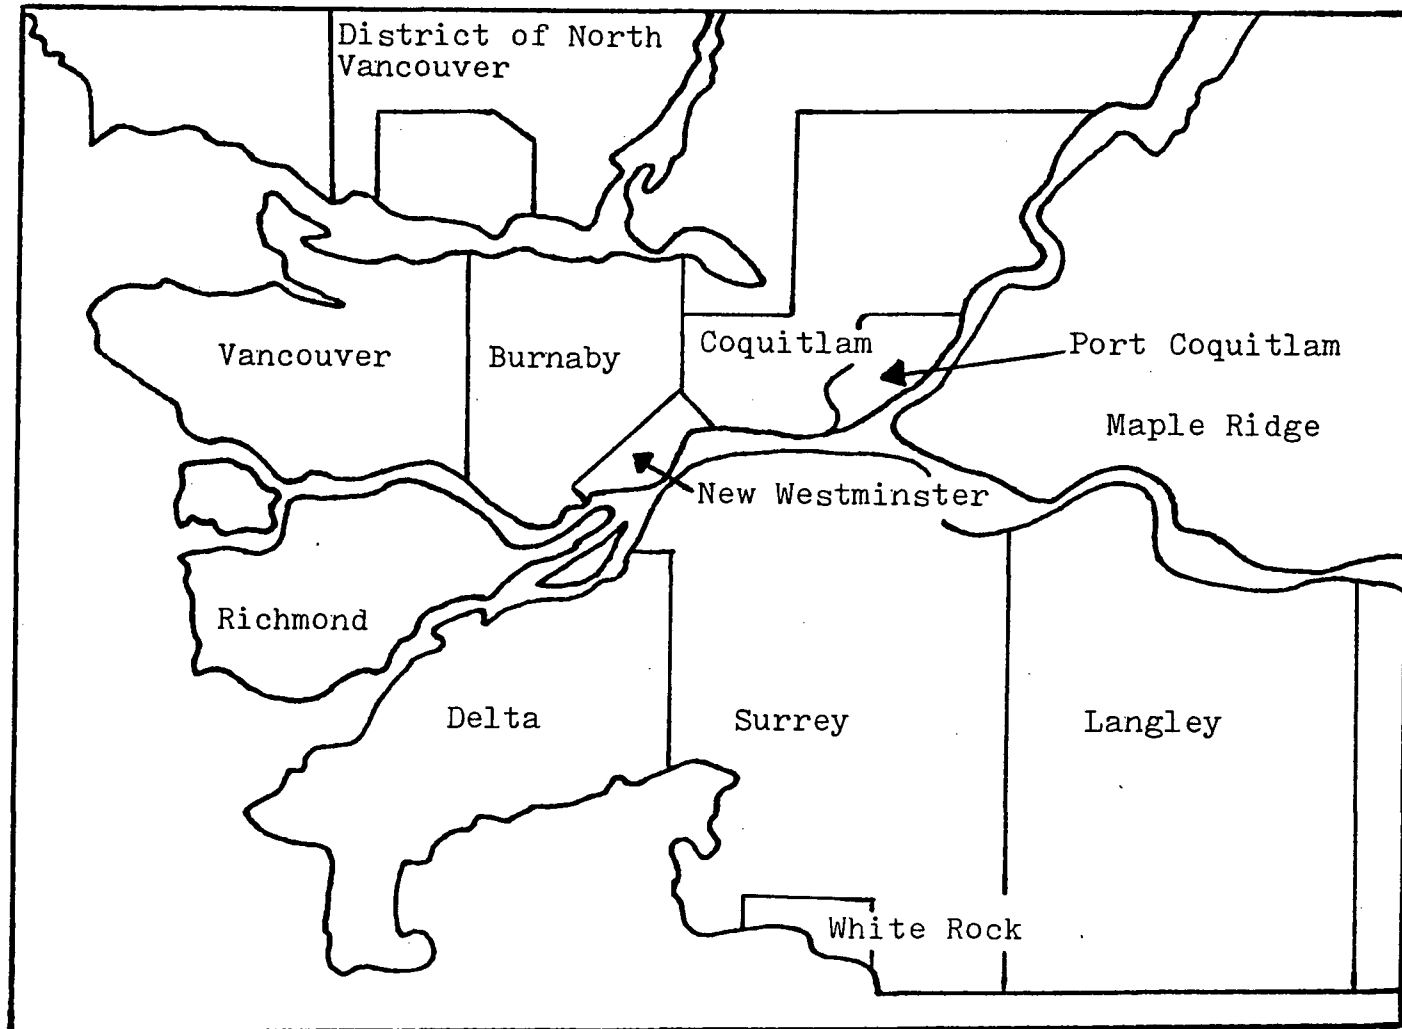 District of North
Vancouver
Vancouver
Burnaby
Coquitlam
Port Coquitlam
Maple Ridge
New Westminster
Richmond
Delta
Surrey
Langley
White Rock